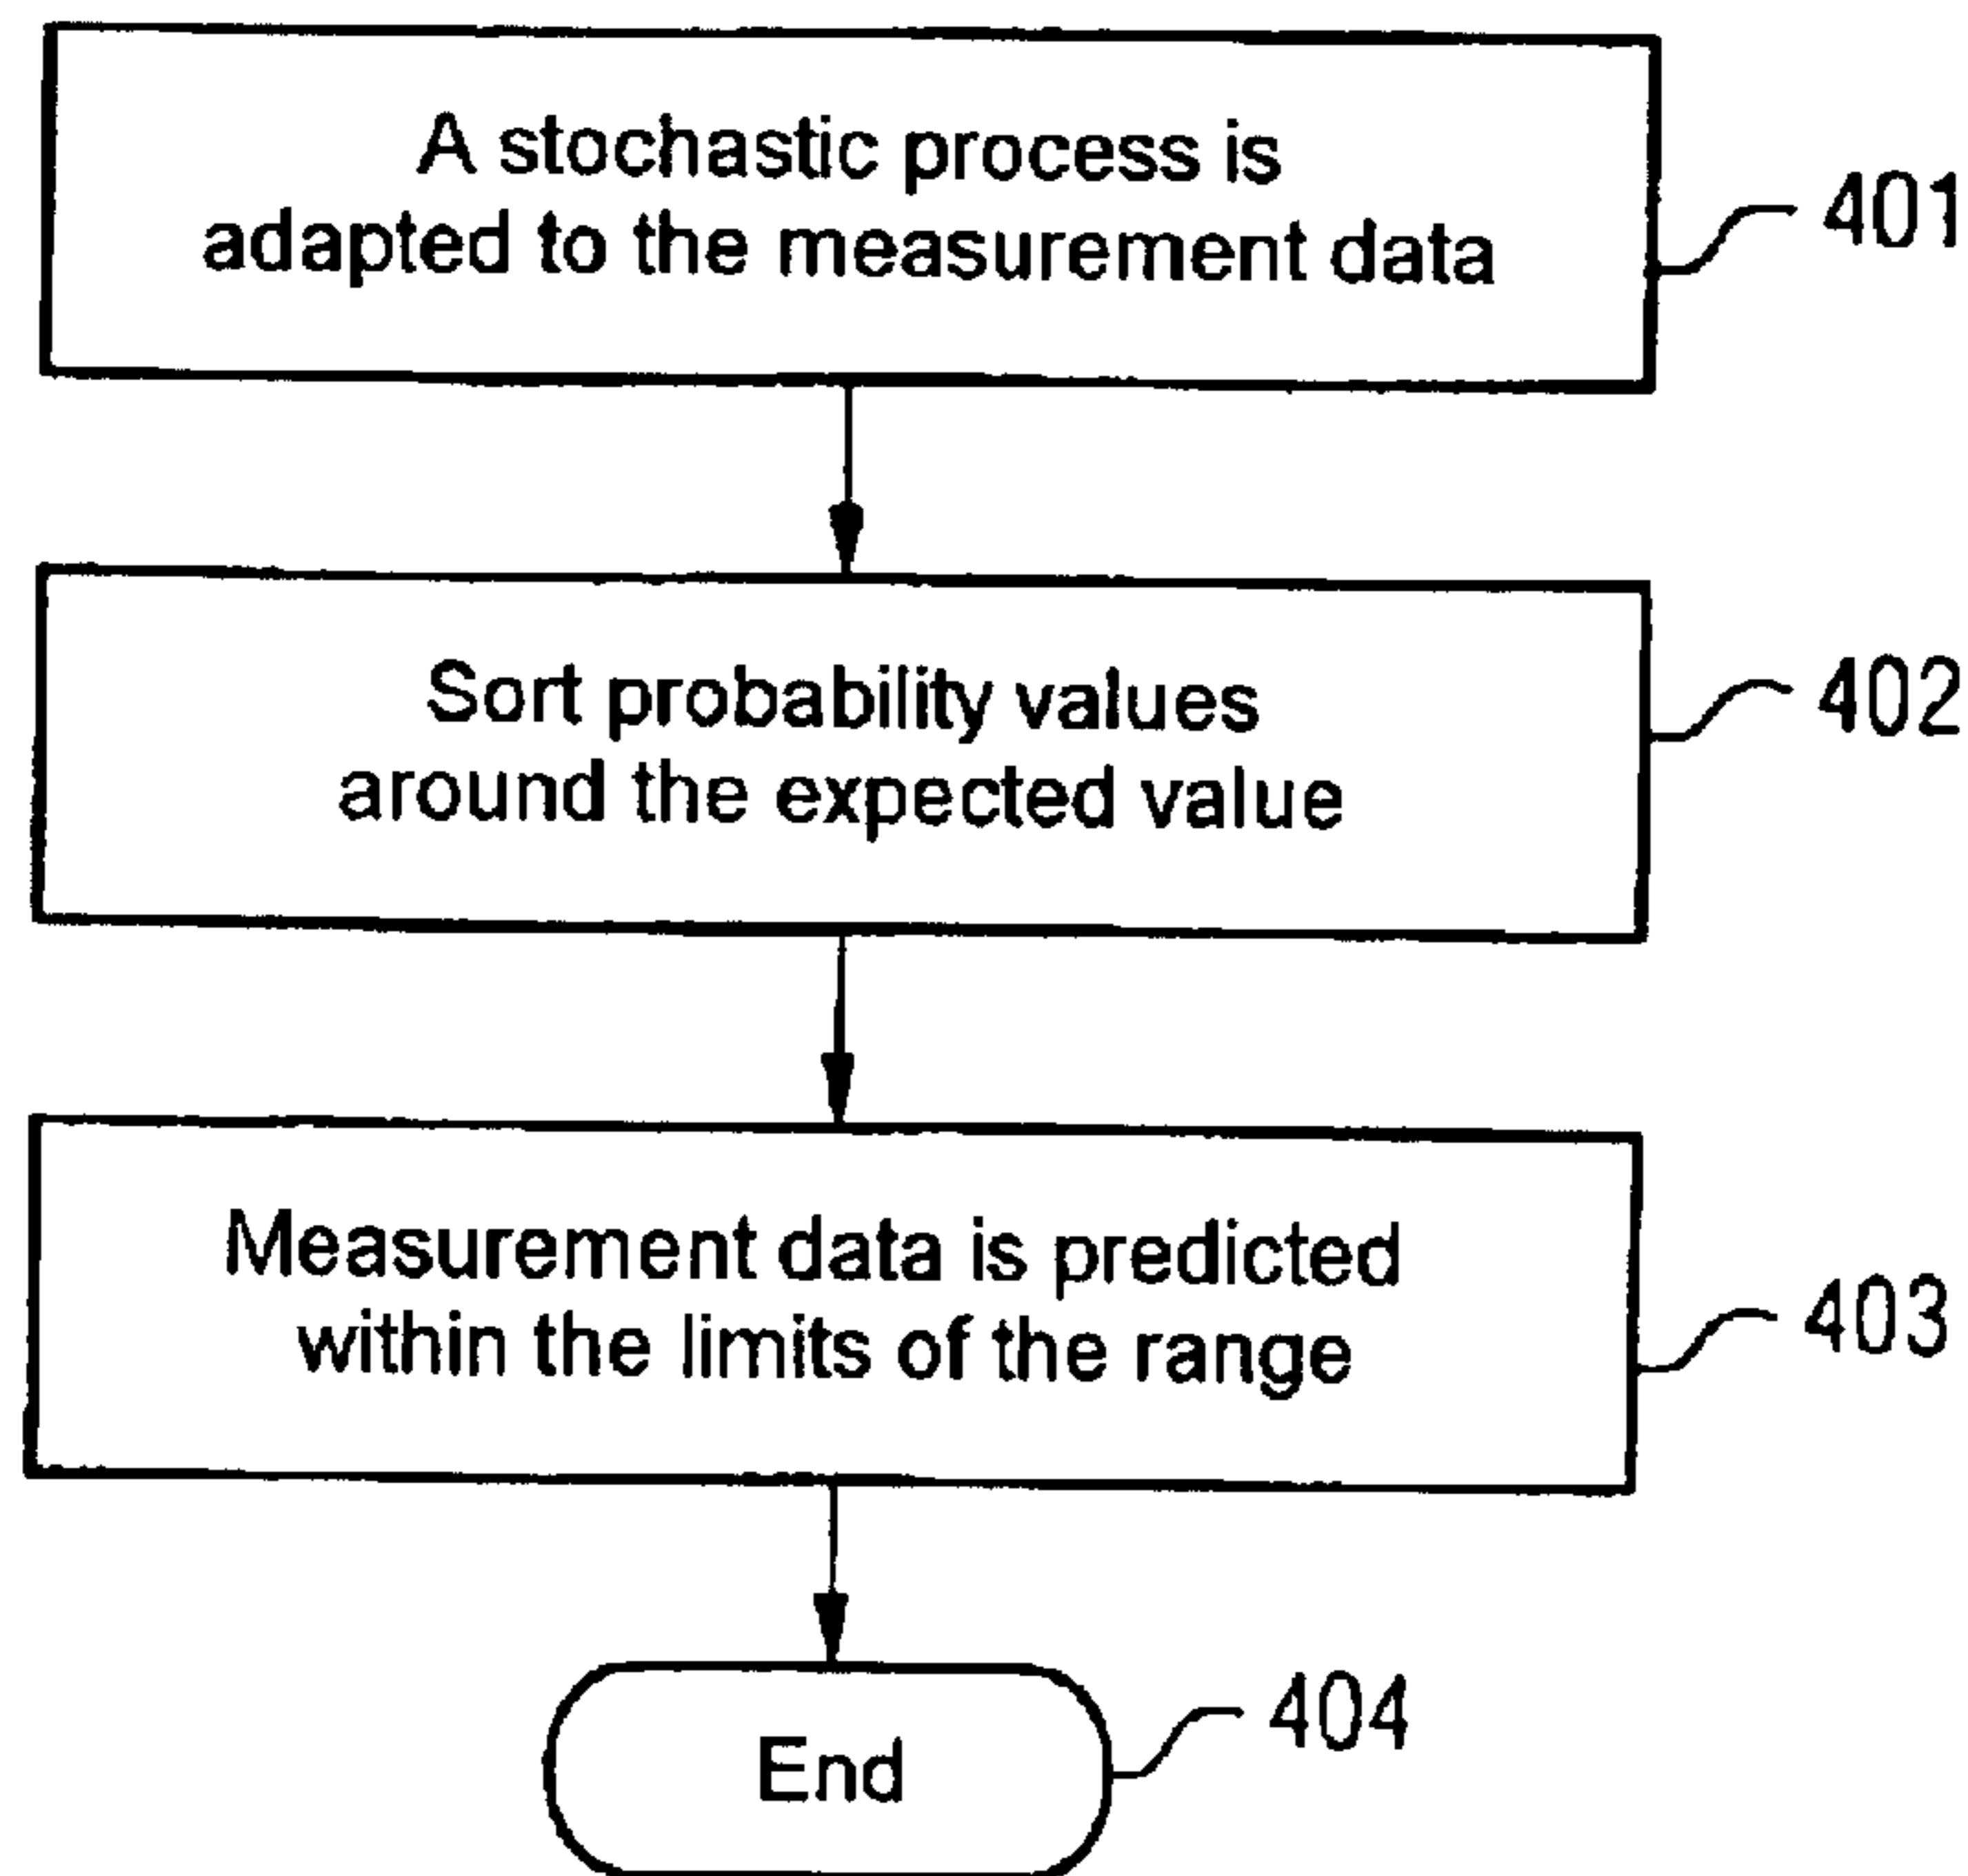 A stochastic process is
adapted to the measurement data
401
Sort probability values
around the expected value
402
Measurement data is predicted
within the limits of the range
403
End
404